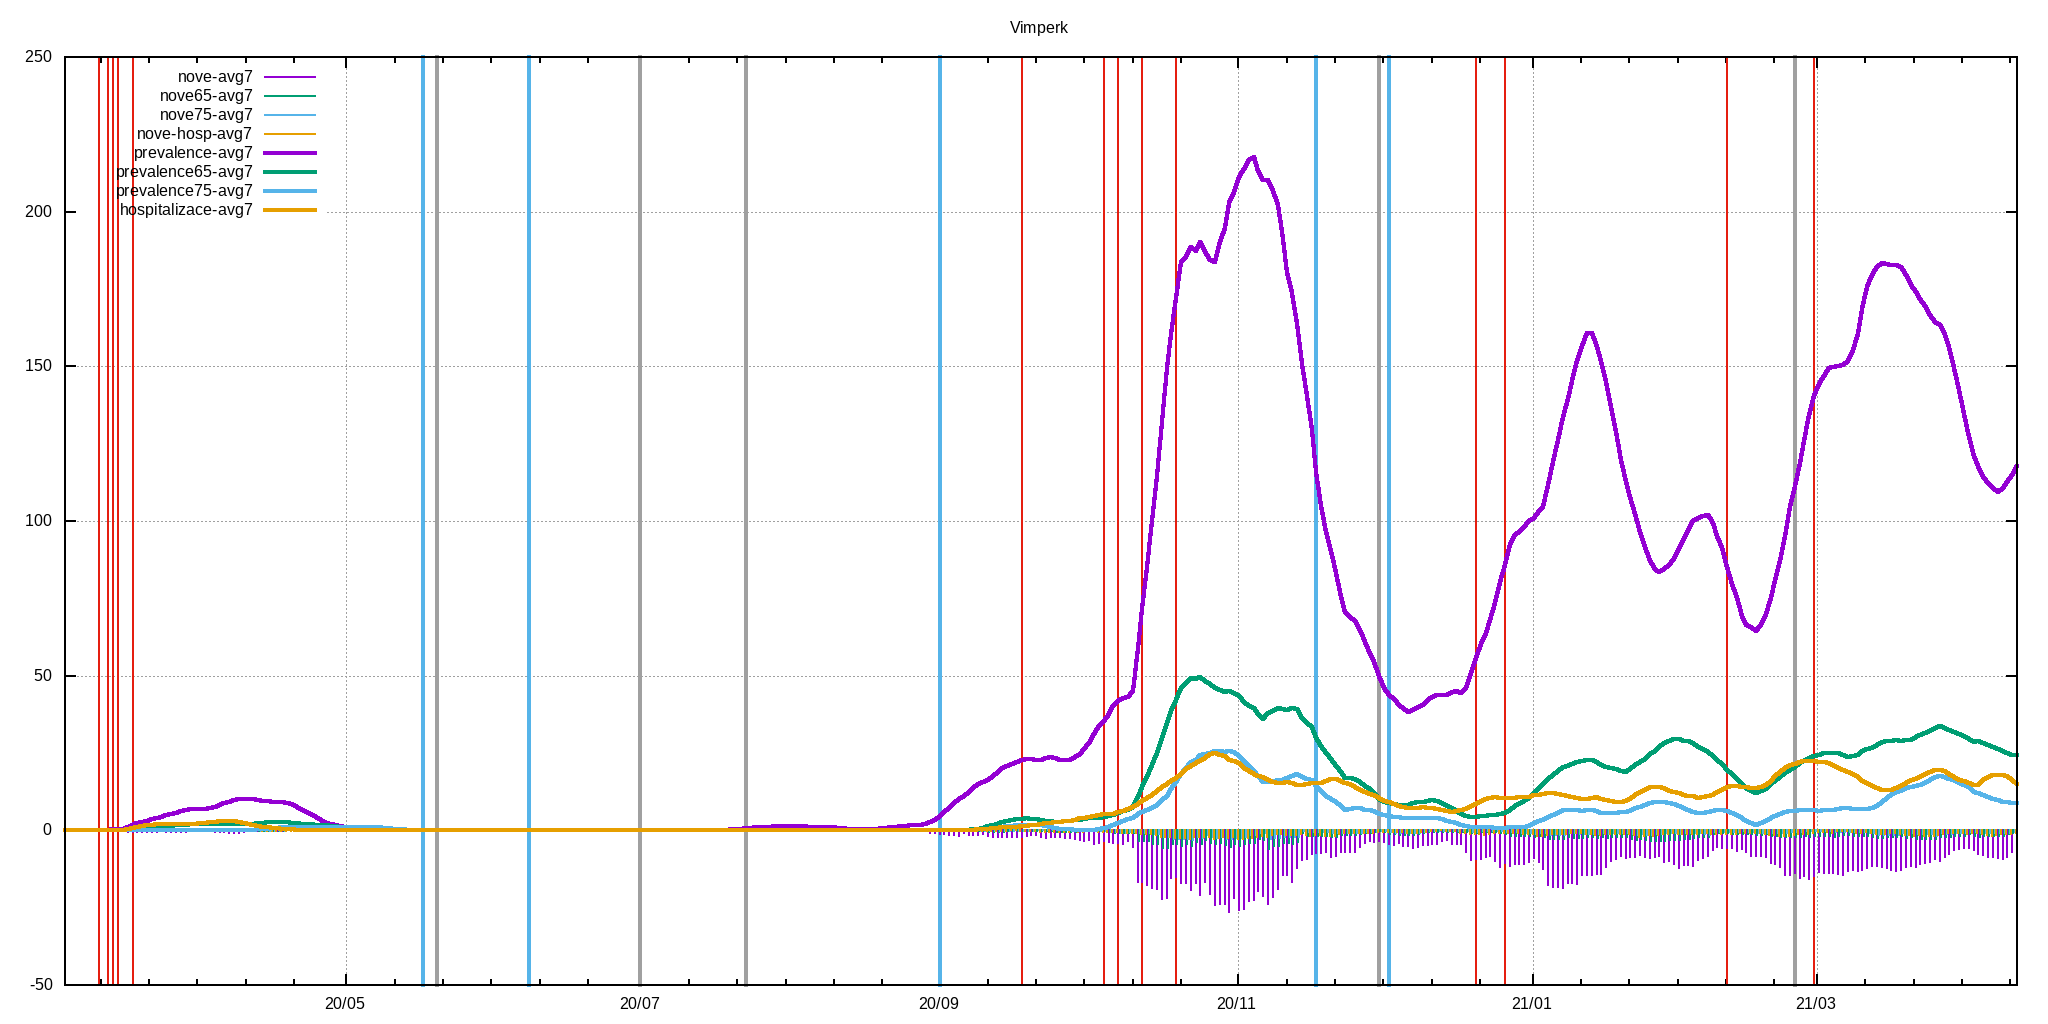 Vimperk
250
200
150
100
50
0
-50
nove-avg7
nove65-avg7
nove75-avg7
nove-hosp-avg7
prevalence-avg7
prevalence65-avg7
prevalence75-avg7
hospitalizace-avg7
20/05
20/07
20/09
20/11
21/01
21/03